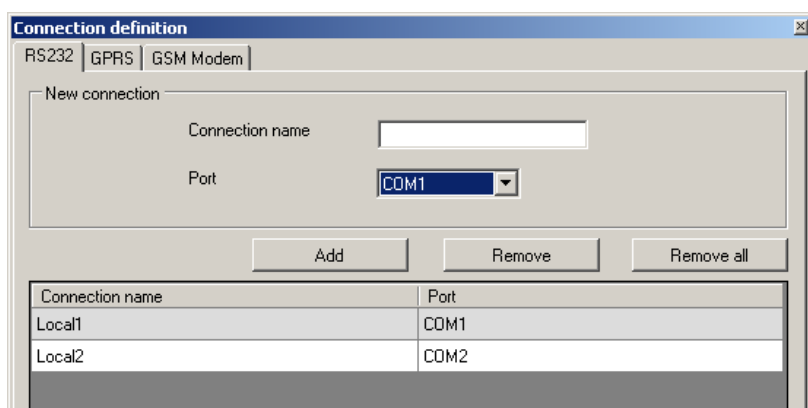 Connection definition
RS232 GPRS GSM Modem
New connection
Connection name
Port COM1
Add Remove Remove all
Connection name Port
Local1 COM1
Local2 COM2